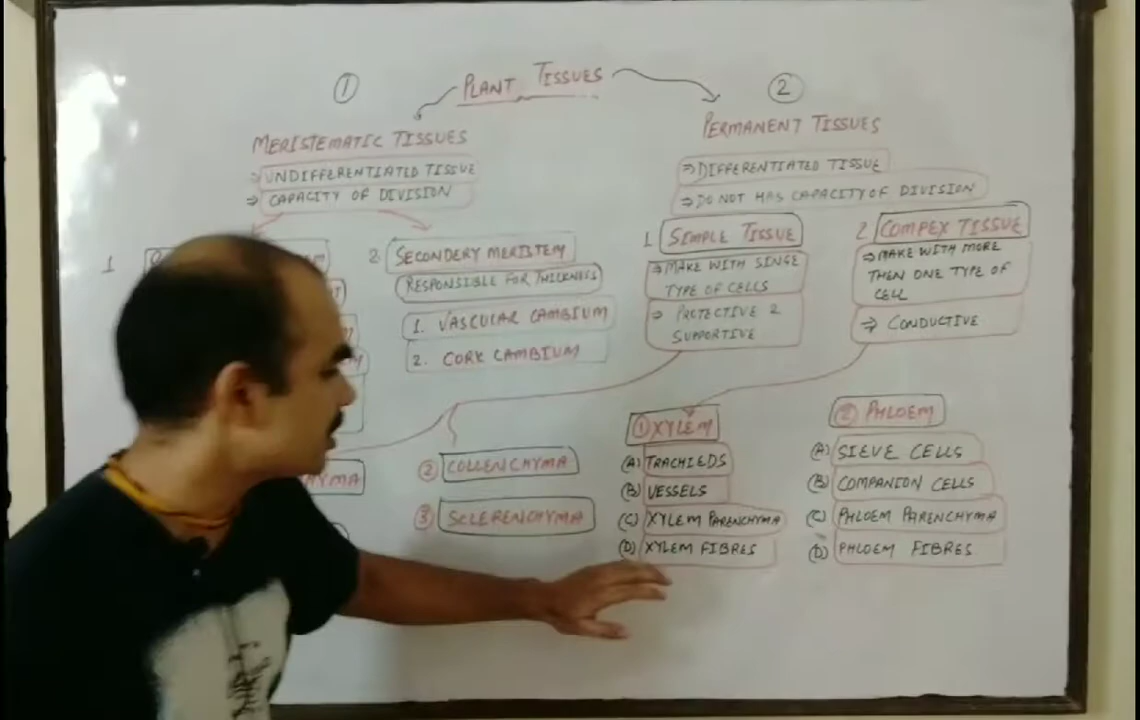 ① PLANT TISSUES ②
MERISTEMATIC TISSUES
⇒ UNDIFFERENTIATED TISSUE
⇒ CAPACITY OF DIVISION
1
2 SECONDERY MERITEM
RESPONSIBLE FOR THICKNESS
1. VASCULAR CAMBIUM
2. CORK CAMBIUM
PERMANENT TISSUES
⇒ DIFFERENTIATED TISSUE
⇒ DO NOT HAS CAPACITY OF DIVISION
1 SIMPLE TISSUE
⇒ MAKE WITH SINGE
TYPE OF CELLS
⇒ PROTECTIVE 2
SUPPORTIVE
2 COMPEX TISSUE
⇒ MAKE WITH MORE
THEN ONE TYPE OF
CELL
⇒ CONDUCTIVE
② COLLENCHYMA
③ SCLERENCHYMA
① XYLEM
(A) TRACHIEDS
(B) VESSELS
(C) XYLEM PARENCHYMA
(D) XYLEM FIBRES
② PHLOEM
(A) SIEVE CELLS
(B) COMPANION CELLS
(C) PHLOEM PARENCHYMA
(D) PHLOEM FIBRES